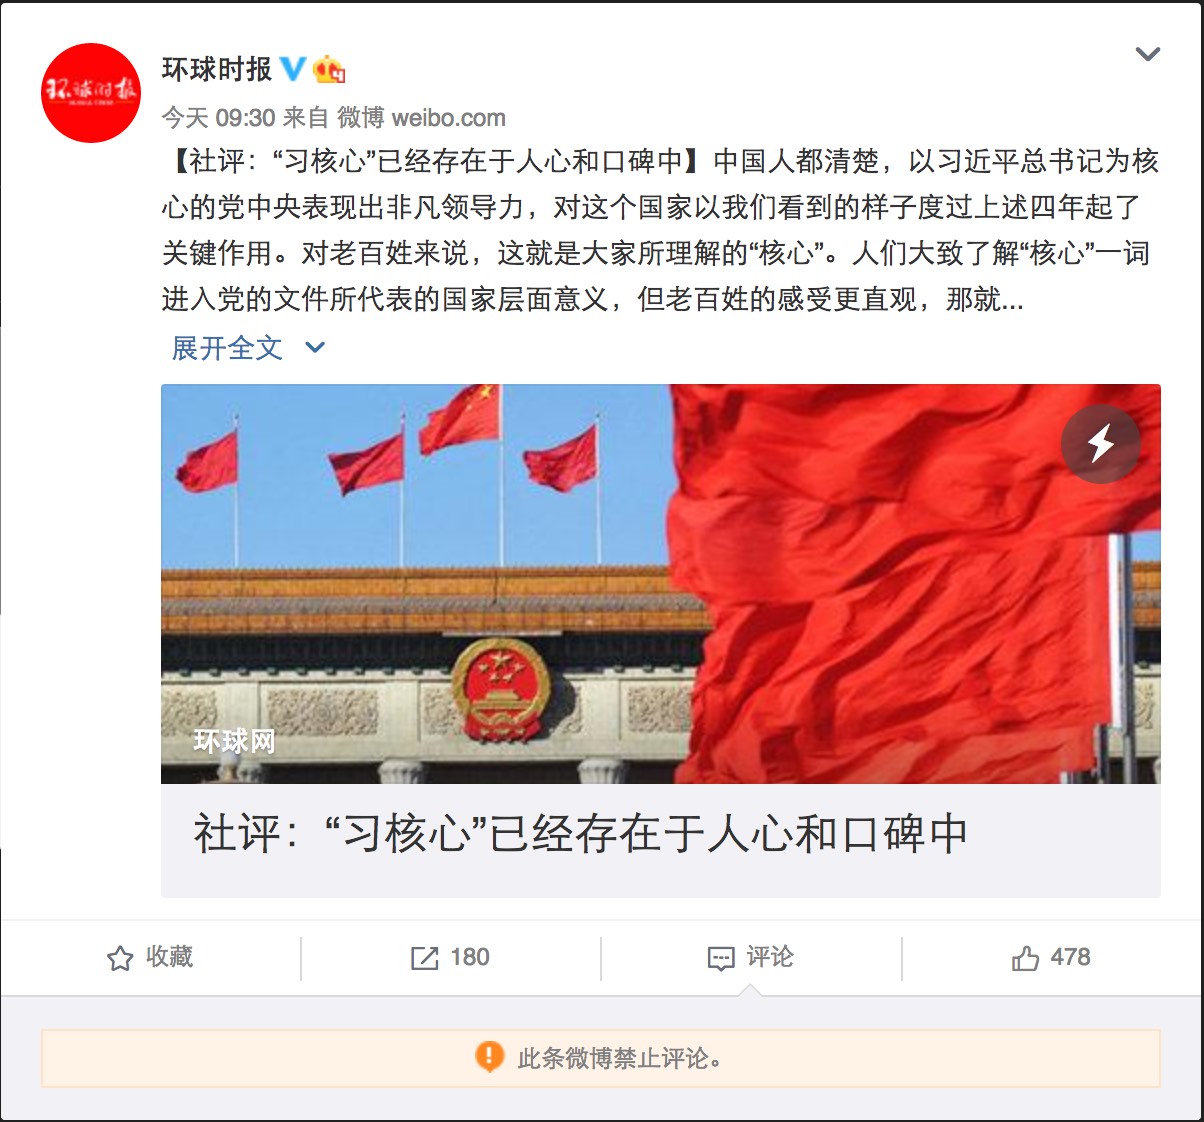 环球时报
环球时报
今天 09:30 来自 微博 weibo.com
【社评：“习核心”已经存在于人心和口碑中】中国人都清楚，以习近平总书记为核
心的党中央表现出非凡领导力，对这个国家以我们看到的样子度过上述四年起了
关键作用。对老百姓来说，这就是大家所理解的“核心”。人们大致了解“核心”一词
进入党的文件所代表的国家层面意义，但老百姓的感受更直观，那就...
展开全文
环球网
社评：“习核心”已经存在于人心和口碑中
收藏
180
评论
478
此条微博禁止评论。